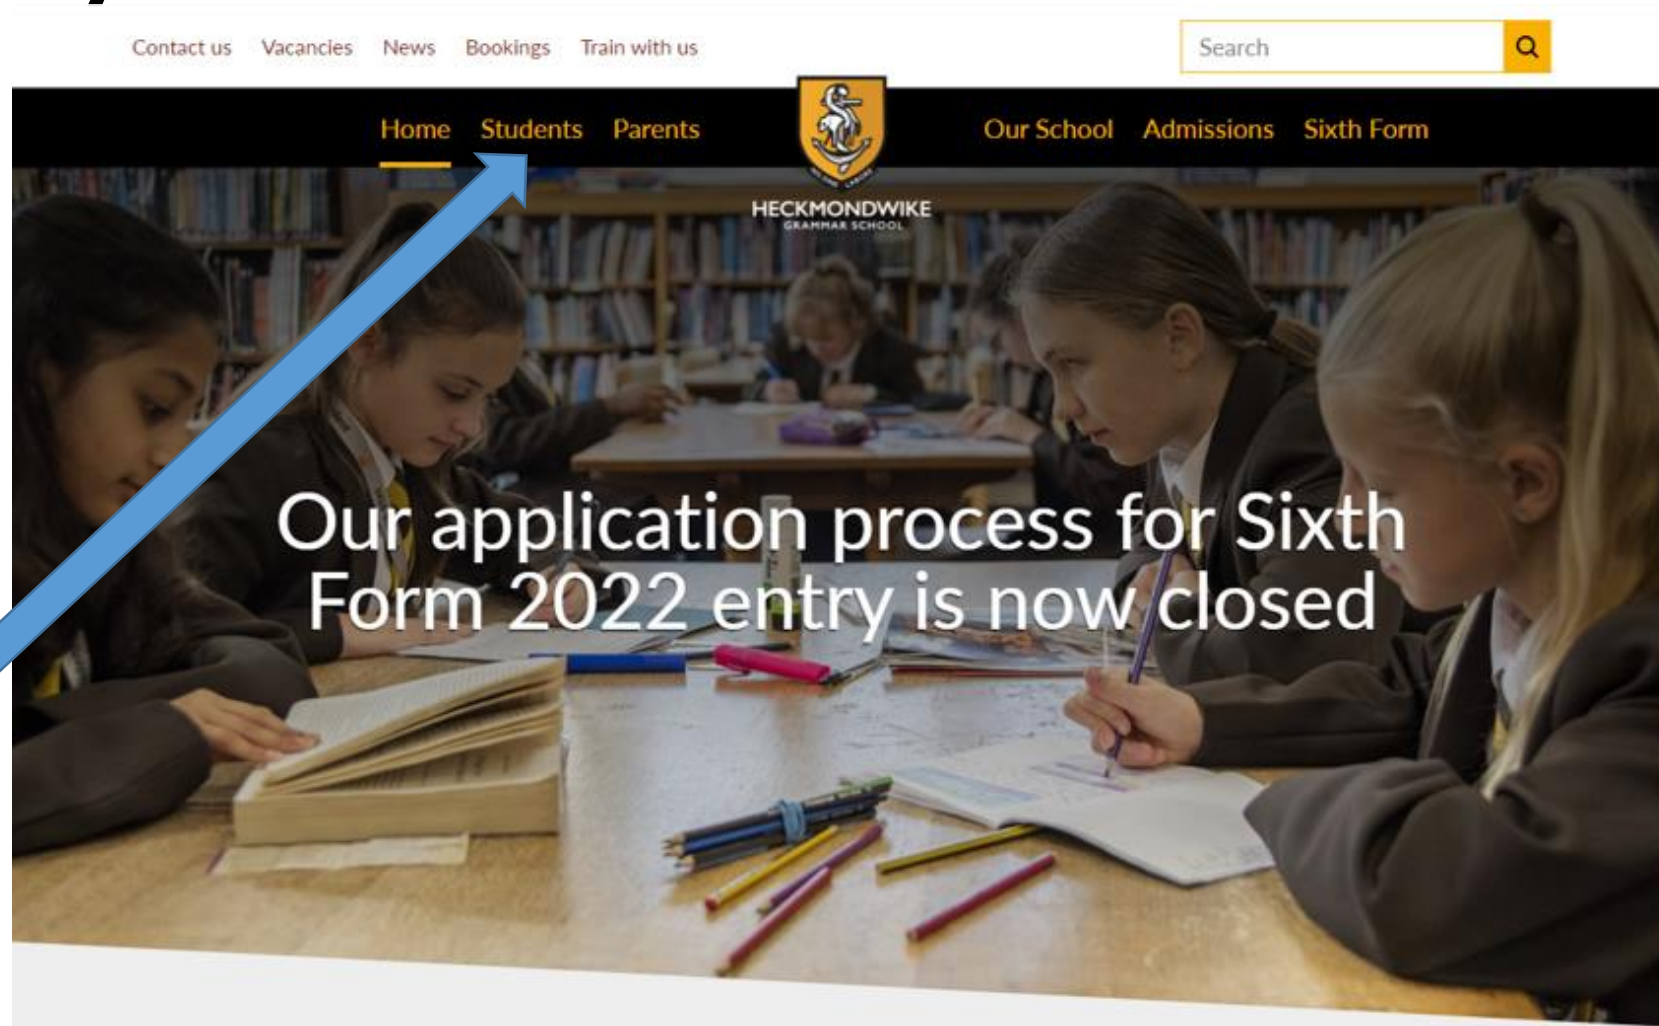 Contact us Vacancies News Bookings Train with us Search
Home Students Parents Our School Admissions Sixth Form
HECKMONDWIKE
GRAMMAR SCHOOL
Our application process for Sixth
Form 2022 entry is now closed